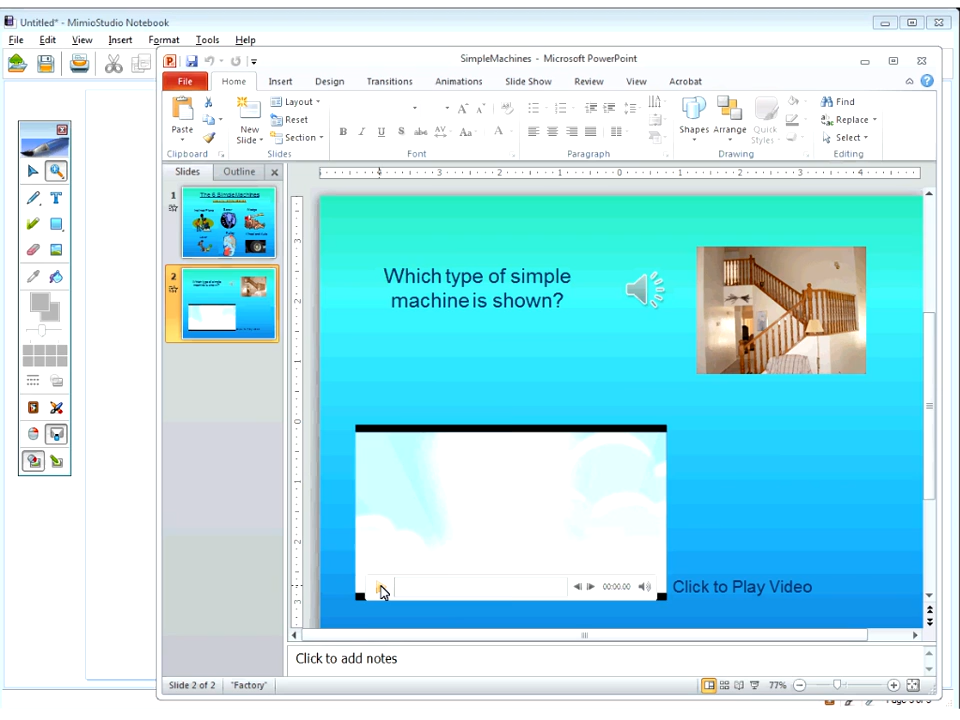 Untitled* - MimioStudio Notebook
File Edit View Insert Format Tools Help
SimpleMachines - Microsoft PowerPoint
File Home Insert Design Transitions Animations Slide Show Review View Acrobat
Paste
New
Slide
Layout
Reset
Section
Shapes Arrange Quick
Styles
Find
Replace
Select
Clipboard Slides Font Paragraph Drawing Editing
Slides Outline
1
The 6 Simple Machines
2
Which type of simple
machine is shown?
Click to Play Video
00:00.00
Click to add notes
Slide 2 of 2 "Factory" 77%